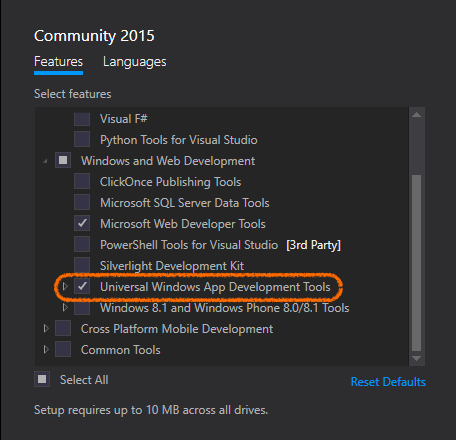 Community 2015
Features Languages
Select features
Visual F#
Python Tools for Visual Studio
Windows and Web Development
ClickOnce Publishing Tools
Microsoft SQL Server Data Tools
Microsoft Web Developer Tools
PowerShell Tools for Visual Studio [3rd Party]
Silverlight Development Kit
Universal Windows App Development Tools
Windows 8.1 and Windows Phone 8.0/8.1 Tools
Cross Platform Mobile Development
Common Tools
Select All Reset Defaults
Setup requires up to 10 MB across all drives.